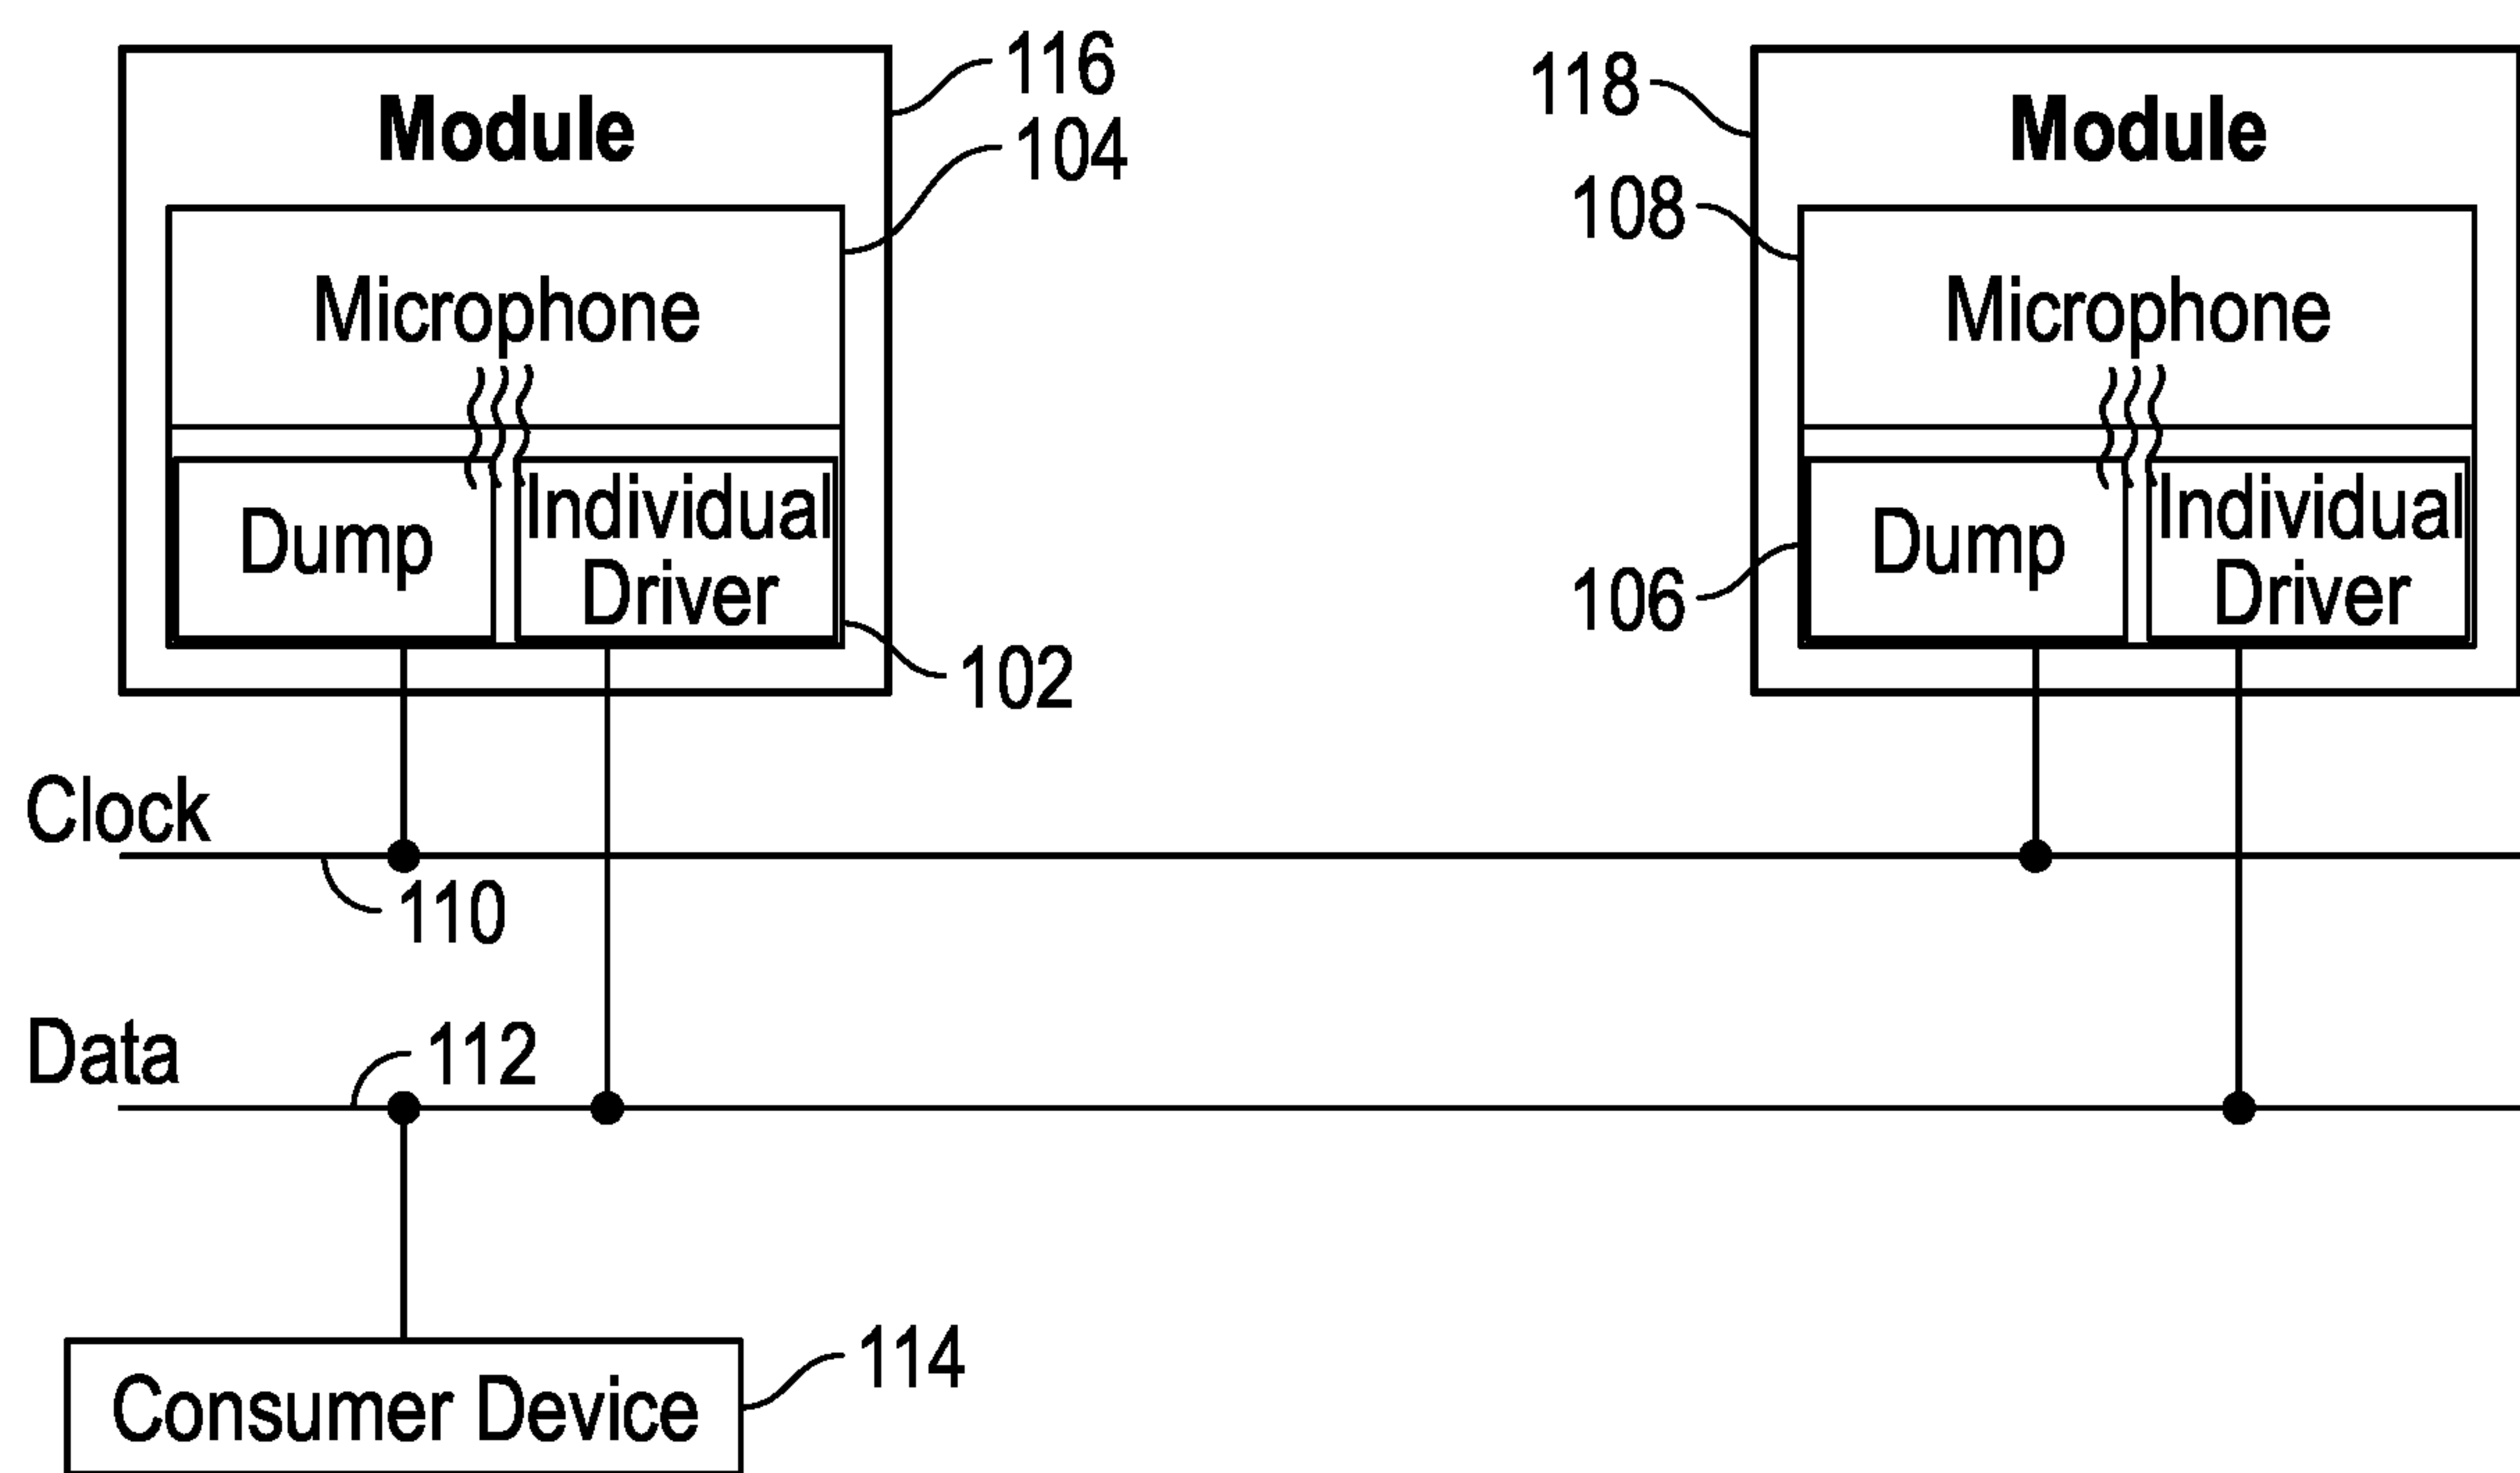 116
Module
104
Microphone
Dump
Individual
Driver
102
118
Module
108
Microphone
106
Dump
Individual
Driver
Clock
110
Data
112
Consumer Device
114